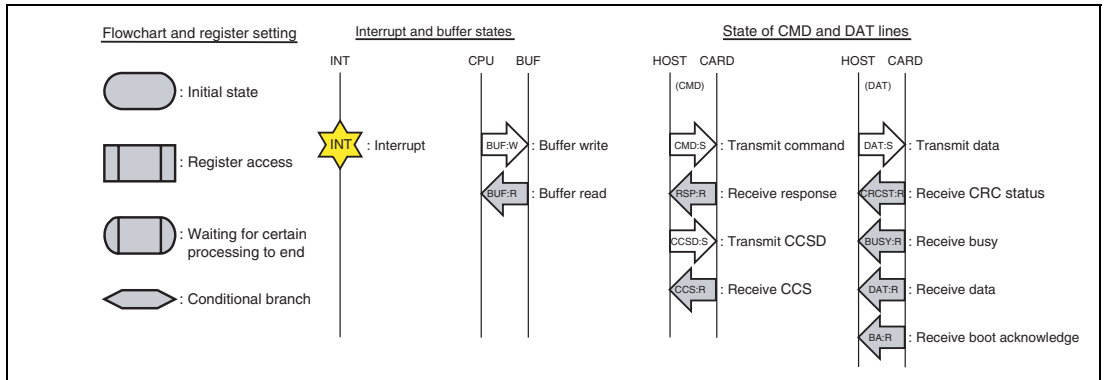 Flowchart and register setting
: Initial state
: Register access
: Waiting for certain
processing to end
: Conditional branch
Interrupt and buffer states
INT
CPU BUF
INT
: Interrupt
BUF:W
: Buffer write
BUF:R
: Buffer read
State of CMD and DAT lines
HOST CARD
(CMD)
CMD:S
: Transmit command
RSP:R
: Receive response
CCSD:S
: Transmit CCSD
CCS:R
: Receive CCS
HOST CARD
(DAT)
DAT:S
: Transmit data
CRCST:R
: Receive CRC status
BUSY:R
: Receive busy
DAT:R
: Receive data
BA:R
: Receive boot acknowledge